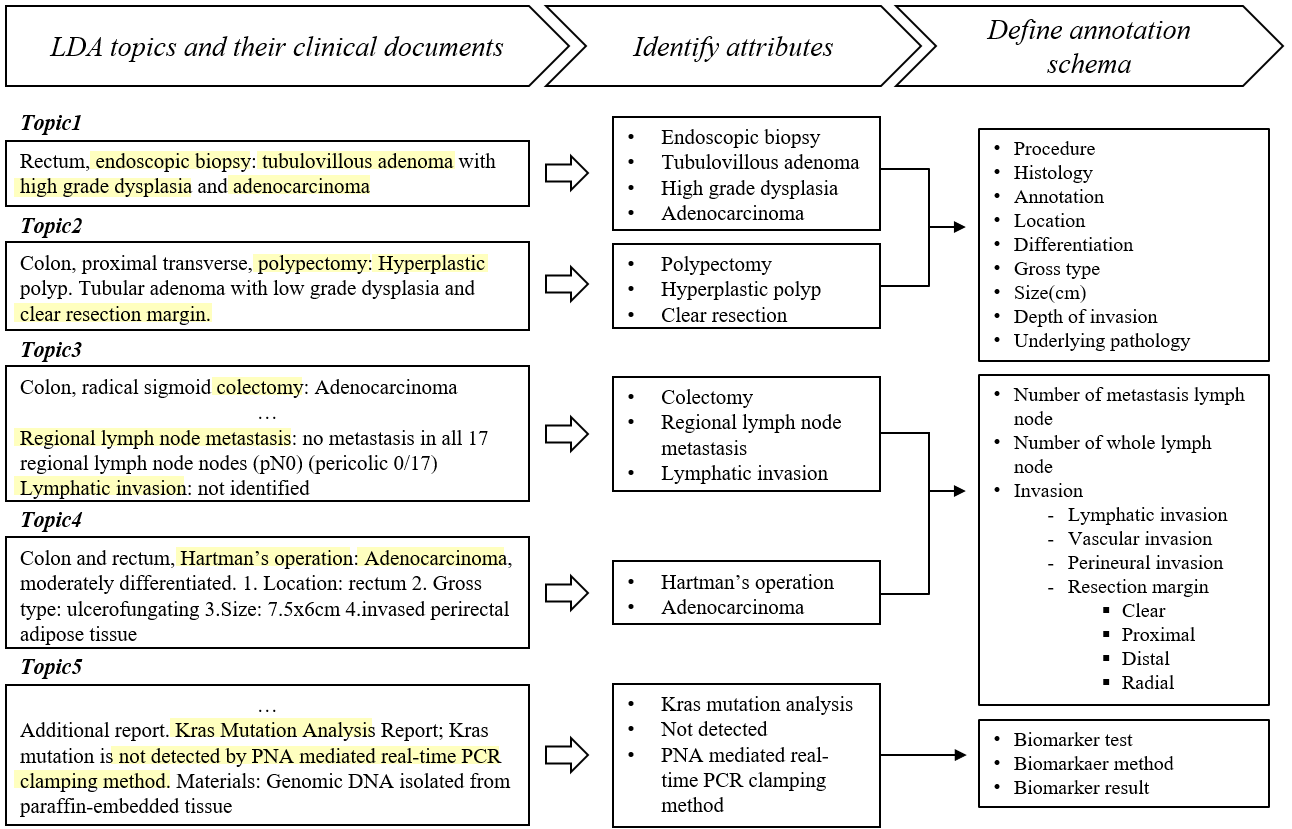 LDA topics and their clinical documents
Identify attributes
Define annotation
schema
Topic1
Rectum, endoscopic biopsy: tubulovillous adenoma with
high grade dysplasia and adenocarcinoma
• Endoscopic biopsy
• Tubulovillous adenoma
• High grade dysplasia
• Adenocarcinoma
Topic2
Colon, proximal transverse, polypectomy: Hyperplastic
polyp. Tubular adenoma with low grade dysplasia and
clear resection margin.
• Polypectomy
• Hyperplastic polyp
• Clear resection
• Procedure
• Histology
• Annotation
• Location
• Differentiation
• Gross type
• Size(cm)
• Depth of invasion
• Underlying pathology
Topic3
Colon, radical sigmoid colectomy: Adenocarcinoma
…
Regional lymph node metastasis: no metastasis in all 17
regional lymph node nodes (pN0) (pericolic 0/17)
Lymphatic invasion: not identified
• Colectomy
• Regional lymph node
metastasis
• Lymphatic invasion
Topic4
Colon and rectum, Hartman's operation: Adenocarcinoma,
moderately differentiated. 1. Location: rectum 2. Gross
type: ulcerofungating 3.Size: 7.5x6cm 4.invased perirectal
adipose tissue
• Hartman's operation
• Adenocarcinoma
• Number of metastasis lymph
node
• Number of whole lymph
node
• Invasion
- Lymphatic invasion
- Vascular invasion
- Perineural invasion
- Resection margin
▪ Clear
▪ Proximal
▪ Distal
▪ Radial
Topic5
…
Additional report. Kras Mutation Analysis Report; Kras
mutation is not detected by PNA mediated real-time PCR
clamping method. Materials: Genomic DNA isolated from
paraffin-embedded tissue
• Kras mutation analysis
• Not detected
• PNA mediated real-
time PCR clamping
method
• Biomarker test
• Biomarkaer method
• Biomarker result